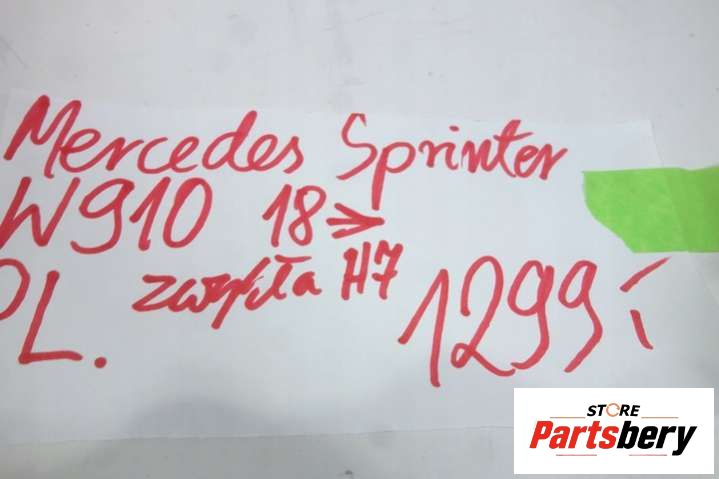 Mercedes Sprinter
W910 18->
zwykła H7
PL. 1299
STORE
Partsbery